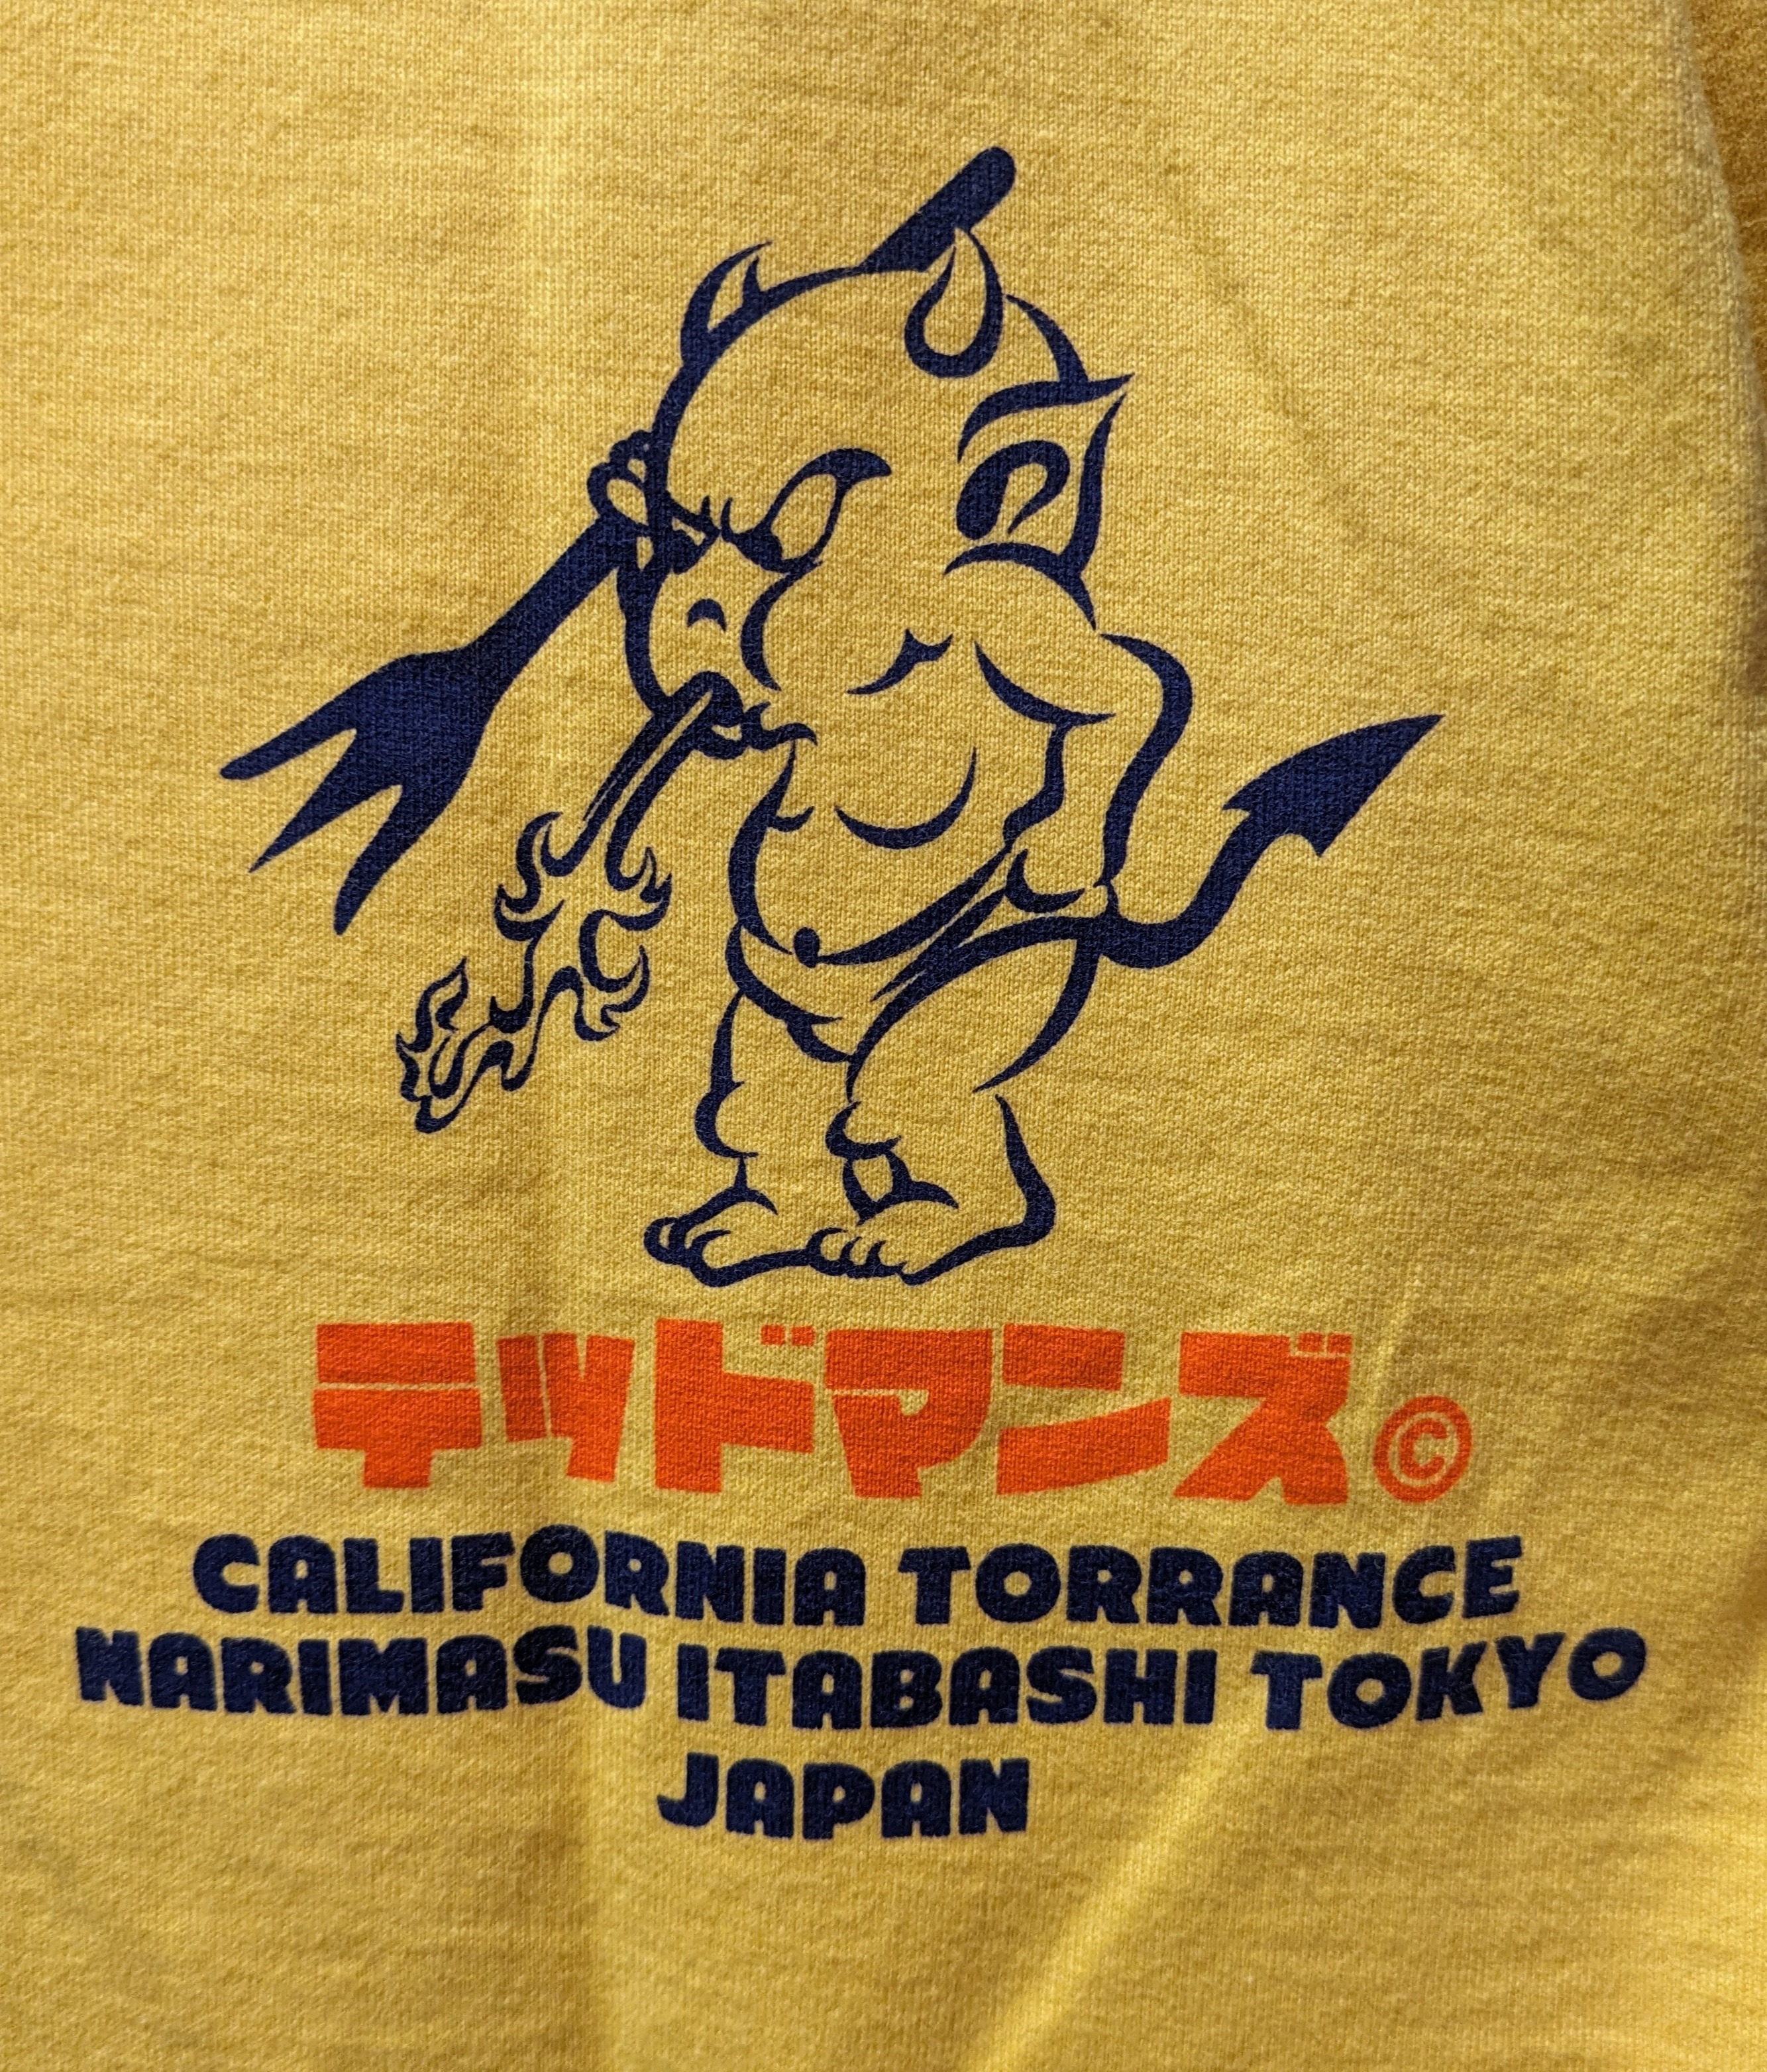 テッドマンズ©
CALIFORNIA TORRANCE
NARIMASU ITABASHI TOKYO
JAPAN